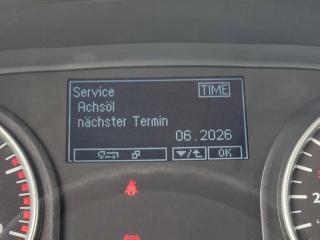 Service TIME
Achsöl
nächster Termin
06.2026
OK